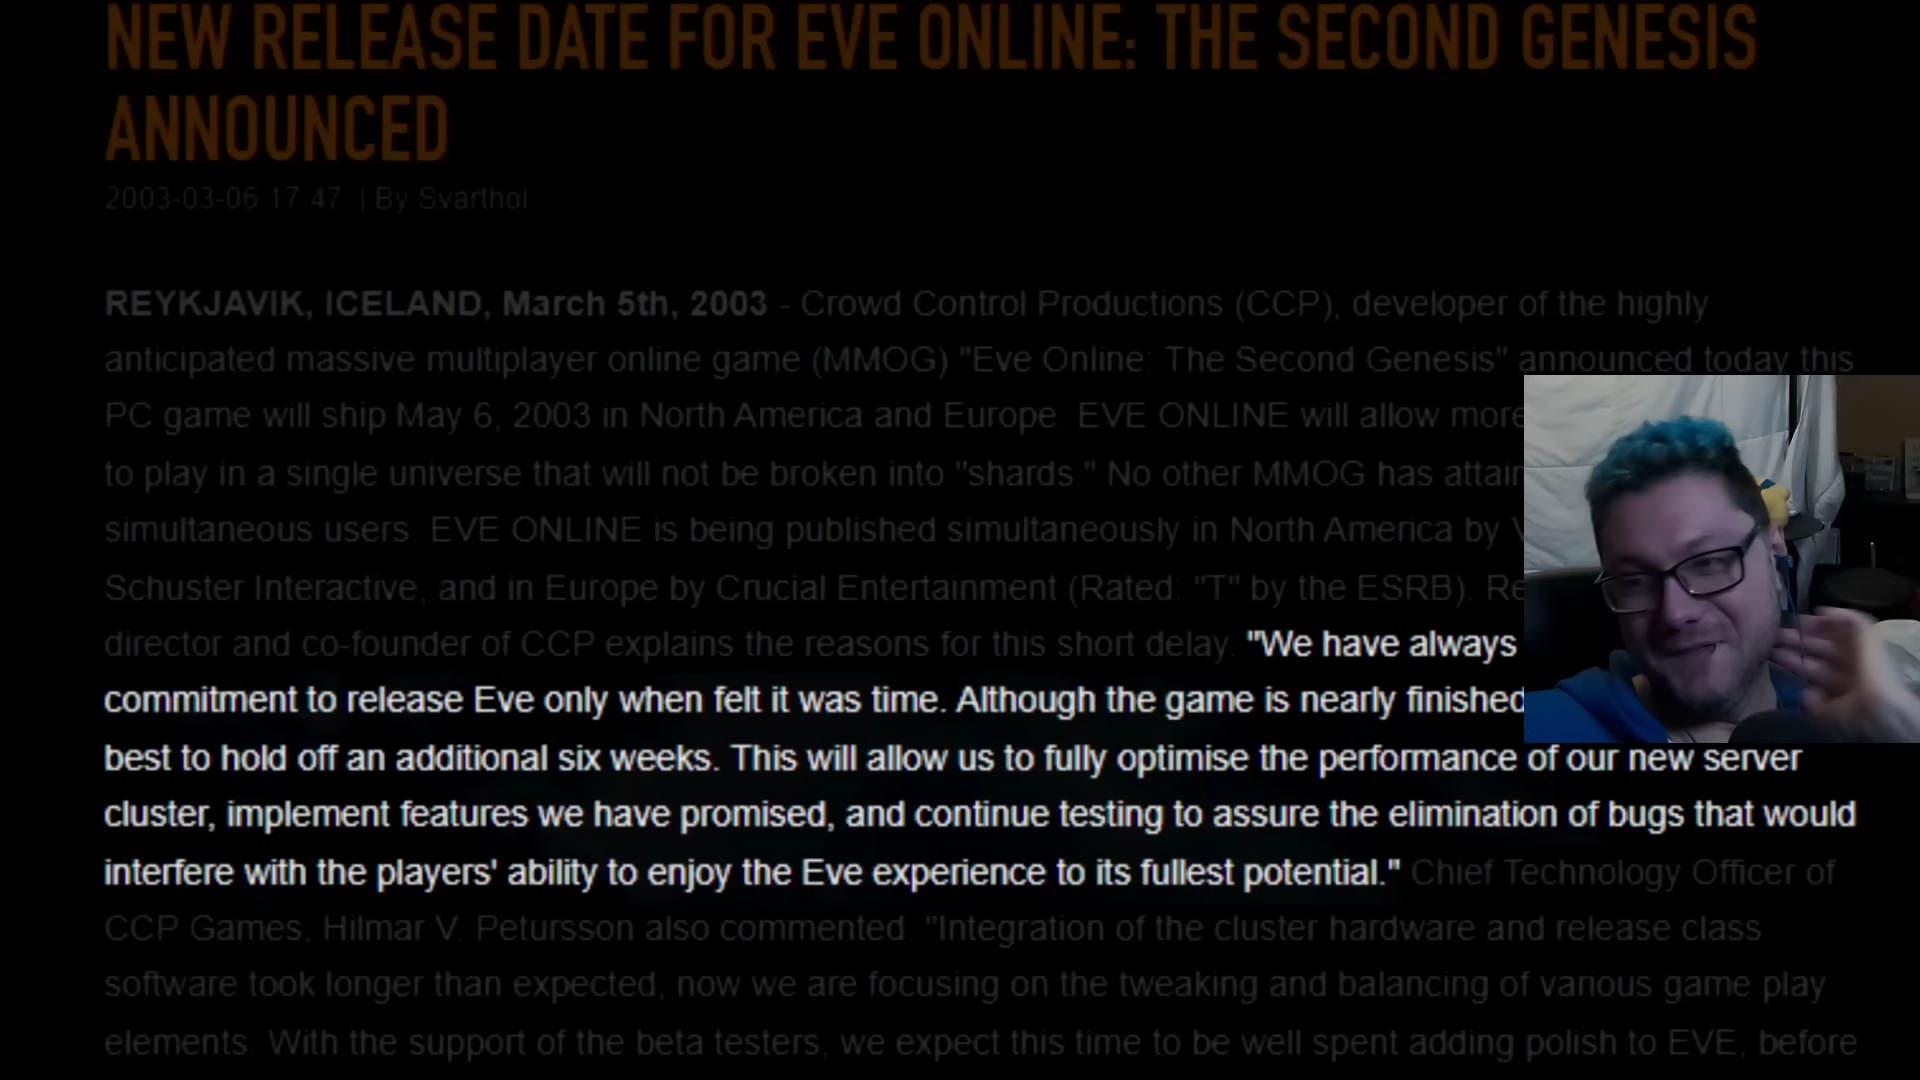 NEW RELEASE DATE FOR EVE ONLINE: THE SECOND GENESIS
ANNOUNCED
2003-03-06 17:47 | By Svarthol
REYKJAVIK, ICELAND, March 5th, 2003 - Crowd Control Productions (CCP), developer of the highly
anticipated massive multiplayer online game (MMOG) "Eve Online: The Second Genesis" announced today this
PC game will ship May 6, 2003 in North America and Europe. EVE ONLINE will allow more
to play in a single universe that will not be broken into "shards." No other MMOG has
simultaneous users. EVE ONLINE is being published simultaneously in North America by
Schuster Interactive, and in Europe by Crucial Entertainment (Rated: "T" by the ESRB).
director and co-founder of CCP explains the reasons for this short delay. "We have always
commitment to release Eve only when felt it was time. Although the game is nearly finished
best to hold off an additional six weeks. This will allow us to fully optimise the performance of our new server
cluster, implement features we have promised, and continue testing to assure the elimination of bugs that would
interfere with the players' ability to enjoy the Eve experience to its fullest potential." Chief Technology Officer of
CCP Games, Hilmar V. Petursson also commented. "Integration of the cluster hardware and release class
software took longer than expected, now we are focusing on the tweaking and balancing of various game play
elements. With the support of the beta testers, we expect this time to be well spent adding polish to EVE, before